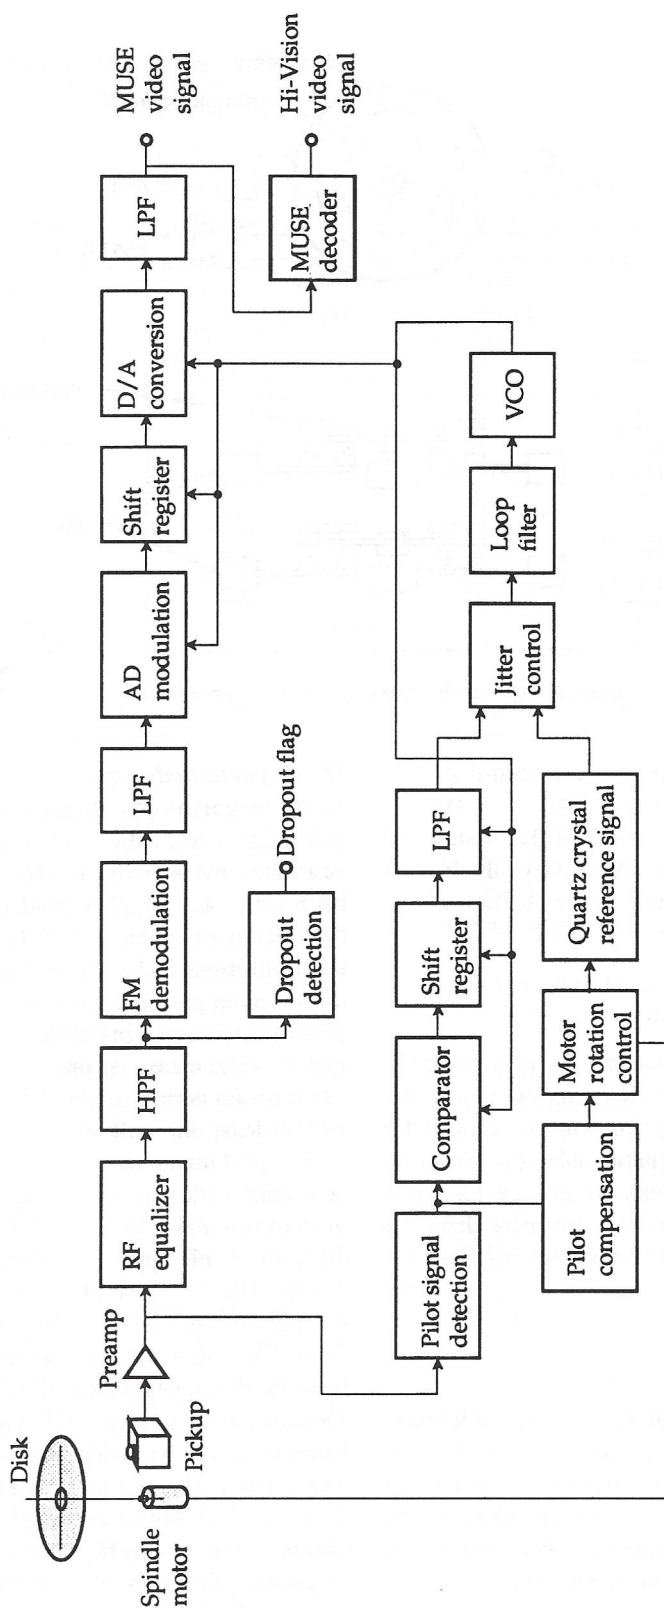 Disk
Spindle
motor
Pickup
Preamp
RF
equalizer
HPF
FM
demodulation
LPF
AD
modulation
Shift
register
D/A
conversion
LPF
MUSE
video
signal
Dropout
detection
Dropout flag
MUSE
decoder
Hi-Vision
video
signal
Pilot signal
detection
Comparator
Shift
register
LPF
Jitter
control
Loop
filter
VCO
Pilot
compensation
Motor
rotation
control
Quartz crystal
reference signal